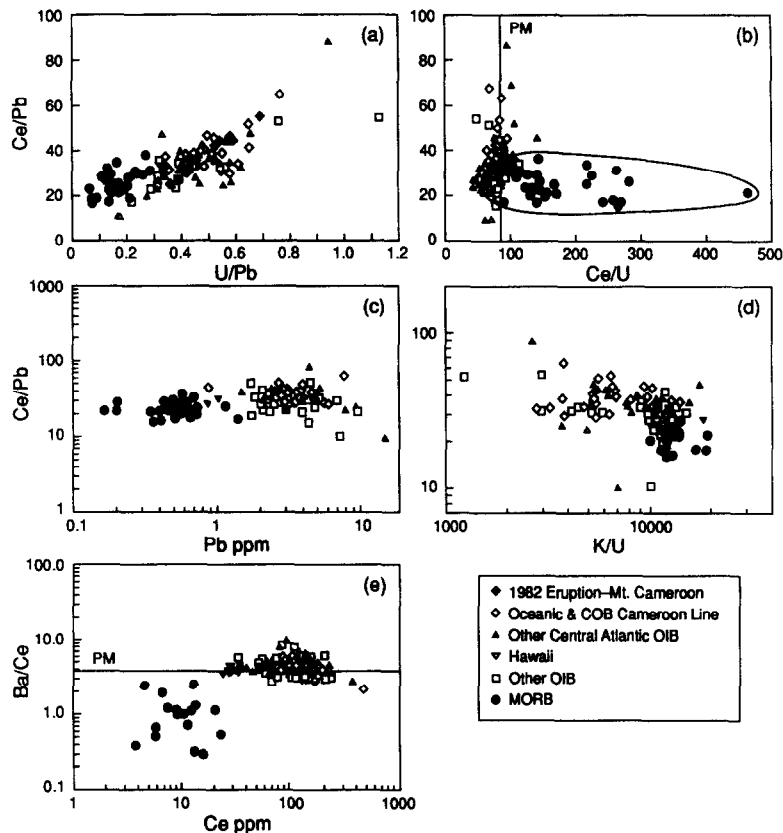 (a)
Ce/Pb
100
80
60
40
20
0
0
0.2
0.4
0.6
0.8
1.0
1.2
U/Pb
(b)
PM
100
80
60
40
20
0
0
100
200
300
400
500
Ce/U
(c)
Ce/Pb
1000
100
10
1
0.1
1
10
Pb ppm
(d)
100
10
1000
10000
K/U
(e)
Ba/Ce
100.0
10.0
1.0
0.1
PM
1
10
100
1000
Ce ppm
1982 Eruption–Mt. Cameroon
Oceanic & COB Cameroon Line
Other Central Atlantic OIB
Hawaii
Other OIB
MORB